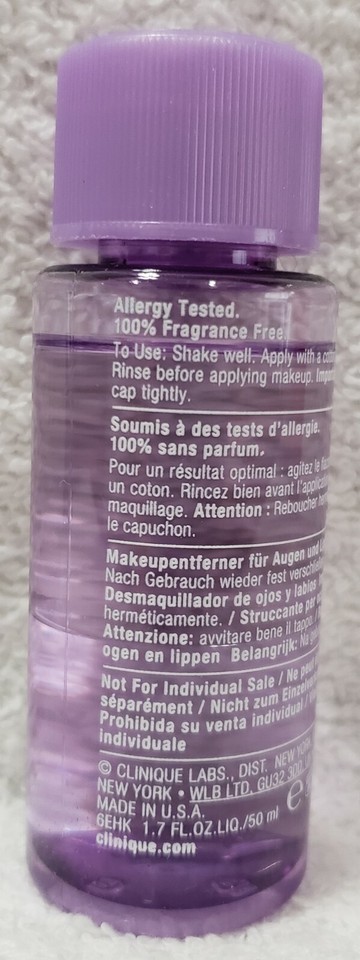 Allergy Tested.
100% Fragrance Free
To Use: Shake well. Apply with a
Rinse before applying makeup.
cap tightly.
Soumis à des tests d'allergie.
100% sans parfum.
Pour un résultat optimal : agitez le
un coton. Rincez bien avant
maquillage. Attention : Reboucher
le capuchon.
Makeupentferner für Augen und
Nach Gebrauch wieder fest
Desmaquillador de ojos y labios
herméticamente. / Struccante per
Attenzione: avvitare bene il tappo.
ogen en lippen Belangrijk:
Not For Individual Sale / Ne peut
séparément / Nicht zum
Prohibida su venta individual /
individuale
© CLINIQUE LABS., DIST. NEW YORK,
NEW YORK • WLB LTD, GU32 3DD,
MADE IN U.S.A. e
6EHK 1.7 FL.OZ.LIQ./50 ml
clinique.com